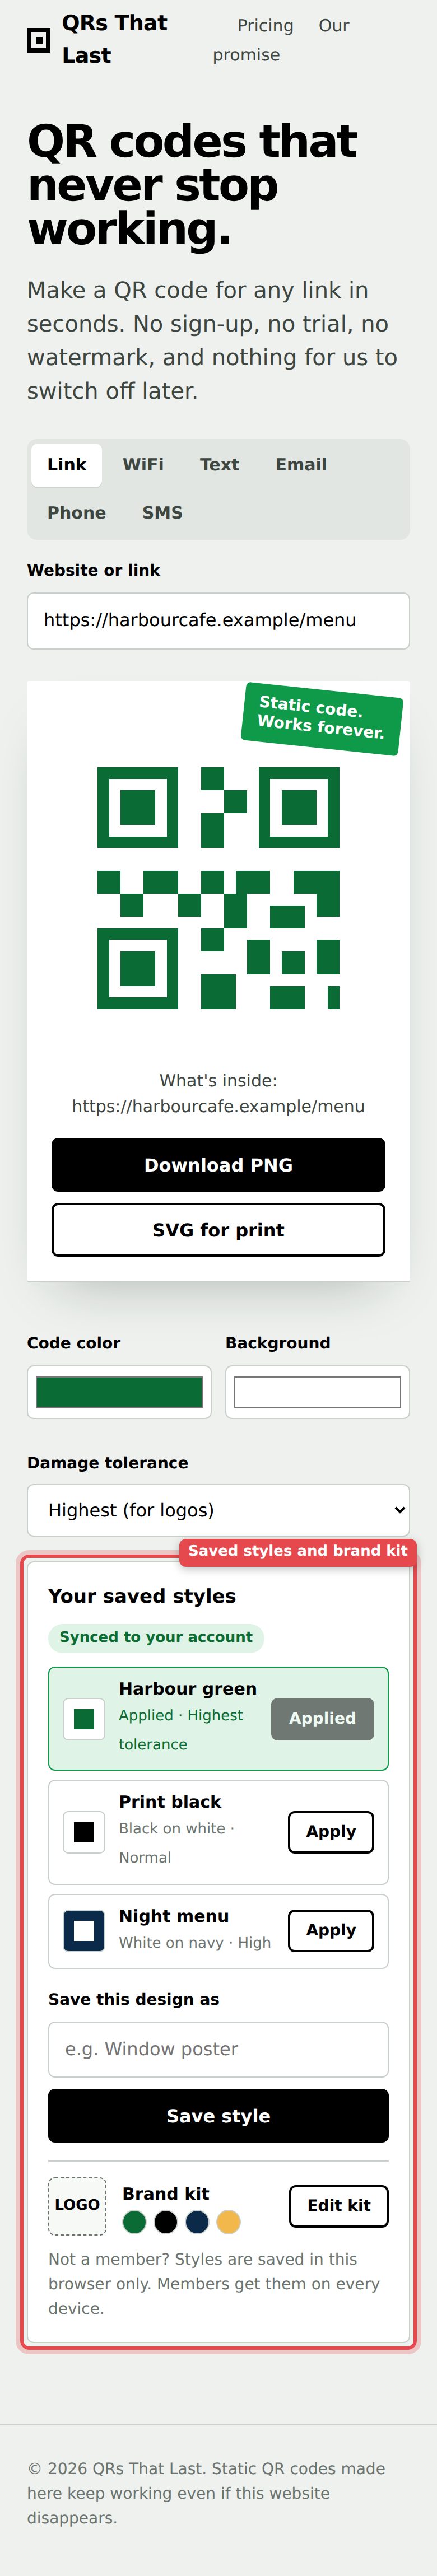 QRs That
Last
Pricing
Our
promise
QR codes that
never stop
working.
Make a QR code for any link in
seconds. No sign-up, no trial, no
watermark, and nothing for us to
switch off later.
Link
WiFi
Text
Email
Phone
SMS
Website or link
https://harbourcafe.example/menu
Static code.
Works forever.
What's inside:
https://harbourcafe.example/menu
Download PNG
SVG for print
Code color
Background
Damage tolerance
Highest (for logos)
Saved styles and brand kit
Your saved styles
Synced to your account
Harbour green
Applied · Highest
tolerance
Applied
Print black
Black on white ·
Normal
Apply
Night menu
White on navy · High
Apply
Save this design as
e.g. Window poster
Save style
LOGO
Brand kit
Edit kit
Not a member? Styles are saved in this
browser only. Members get them on every
device.
© 2026 QRs That Last. Static QR codes made
here keep working even if this website
disappears.